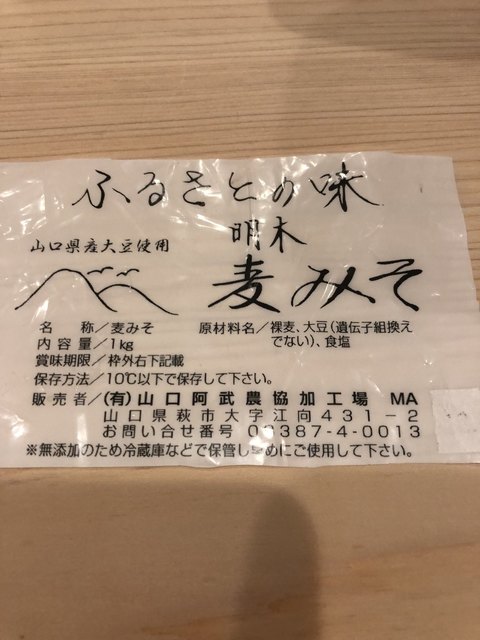 ふるさとの味
明木
山口県産大豆使用
麦みそ
名称／麦みそ
原材料名／裸麦、大豆（遺伝子組換え
でない）、食塩
内容量／1kg
賞味期限／枠外右下記載
保存方法／10℃以下で保存して下さい。
販売者／（有）山口阿武農協加工場 MA
山口県萩市大字江向431－2
お問い合せ番号 08387-4-0013
※無添加のため冷蔵庫などで保管し早めにご使用して下さい。